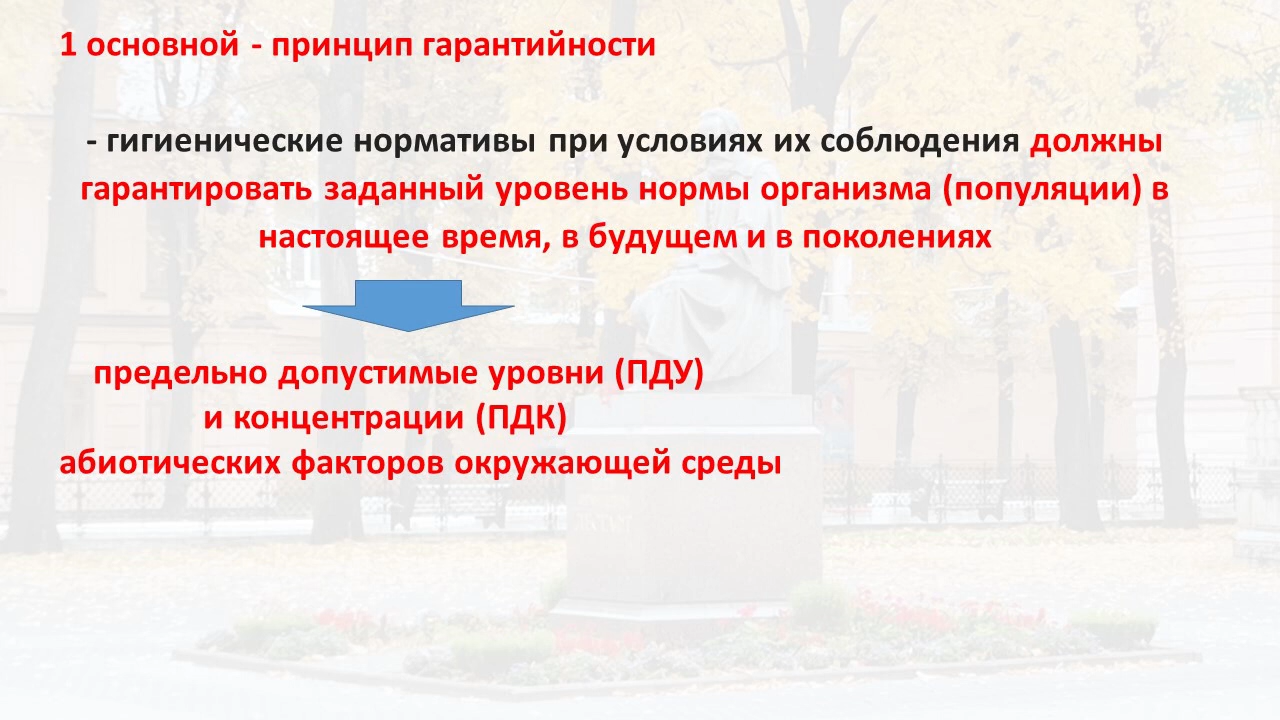 1 основной - принцип гарантийности
- гигиенические нормативы при условиях их соблюдения должны
гарантировать заданный уровень нормы организма (популяции) в
настоящее время, в будущем и в поколениях
предельно допустимые уровни (ПДУ)
и концентрации (ПДК)
абиотических факторов окружающей среды